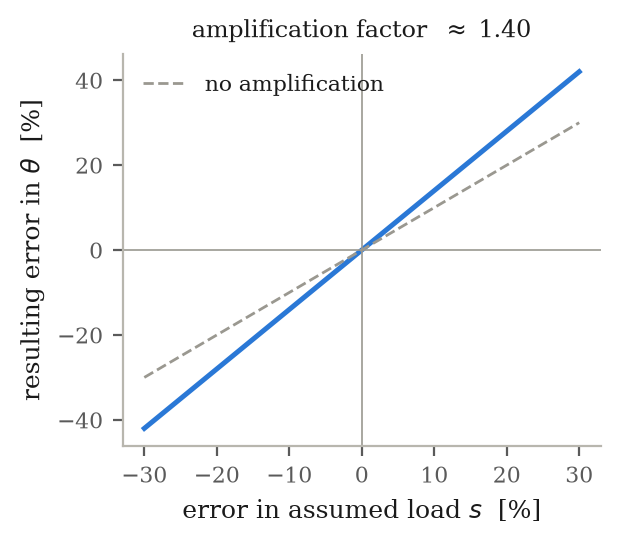 amplification factor ≈ 1.40
no amplification
resulting error in θ [%]
40
20
0
−20
−40
−30 −20 −10 0 10 20 30
error in assumed load s [%]